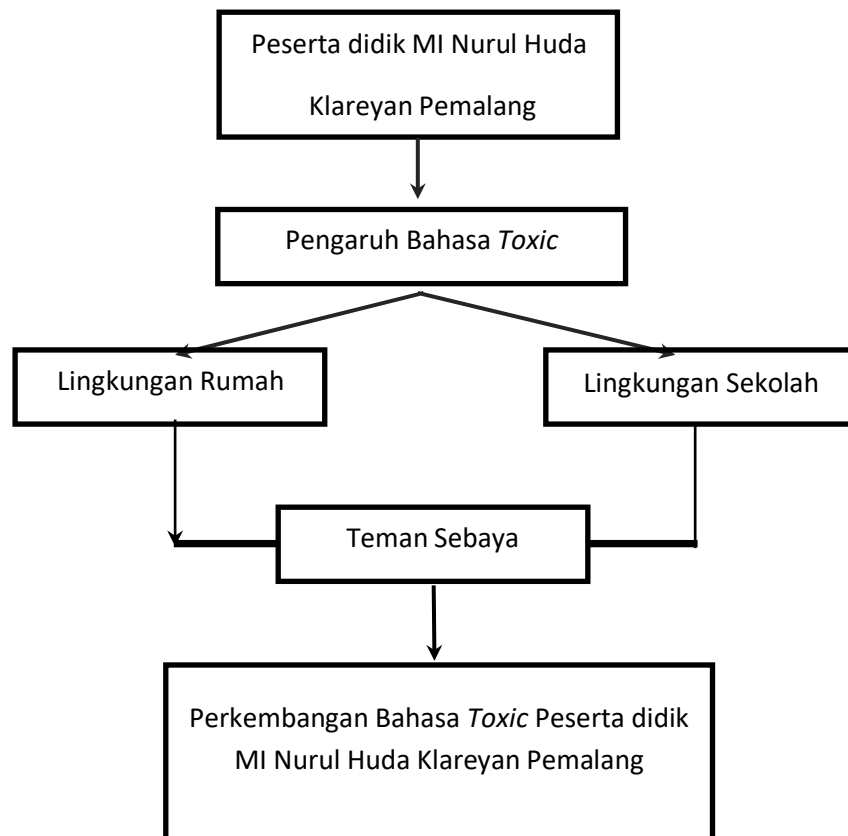 Peserta didik MI Nurul Huda
Klareyan Pemalang
Pengaruh Bahasa Toxic
Lingkungan Rumah
Lingkungan Sekolah
Teman Sebaya
Perkembangan Bahasa Toxic Peserta didik
MI Nurul Huda Klareyan Pemalang